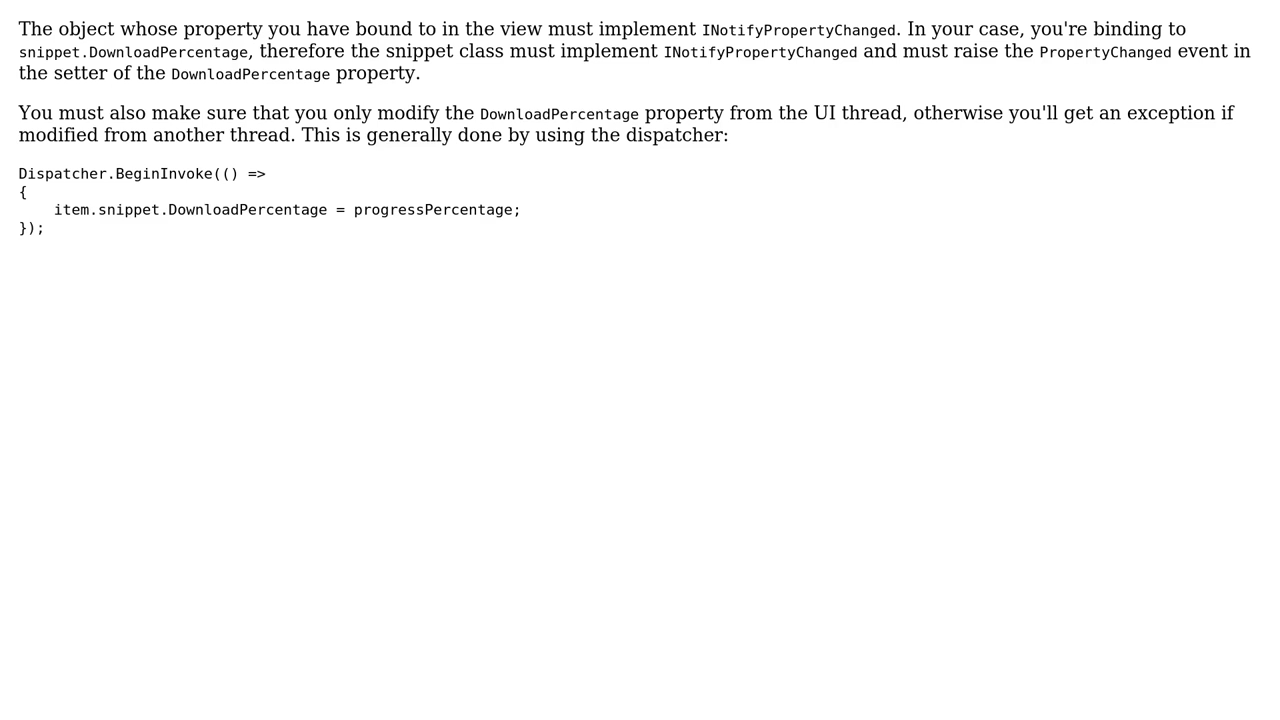 The object whose property you have bound to in the view must implement INotifyPropertyChanged. In your case, you're binding to
snippet.DownloadPercentage, therefore the snippet class must implement INotifyPropertyChanged and must raise the PropertyChanged event in
the setter of the DownloadPercentage property.
You must also make sure that you only modify the DownloadPercentage property from the UI thread, otherwise you'll get an exception if
modified from another thread. This is generally done by using the dispatcher:
Dispatcher.BeginInvoke(() =>
{
    item.snippet.DownloadPercentage = progressPercentage;
});